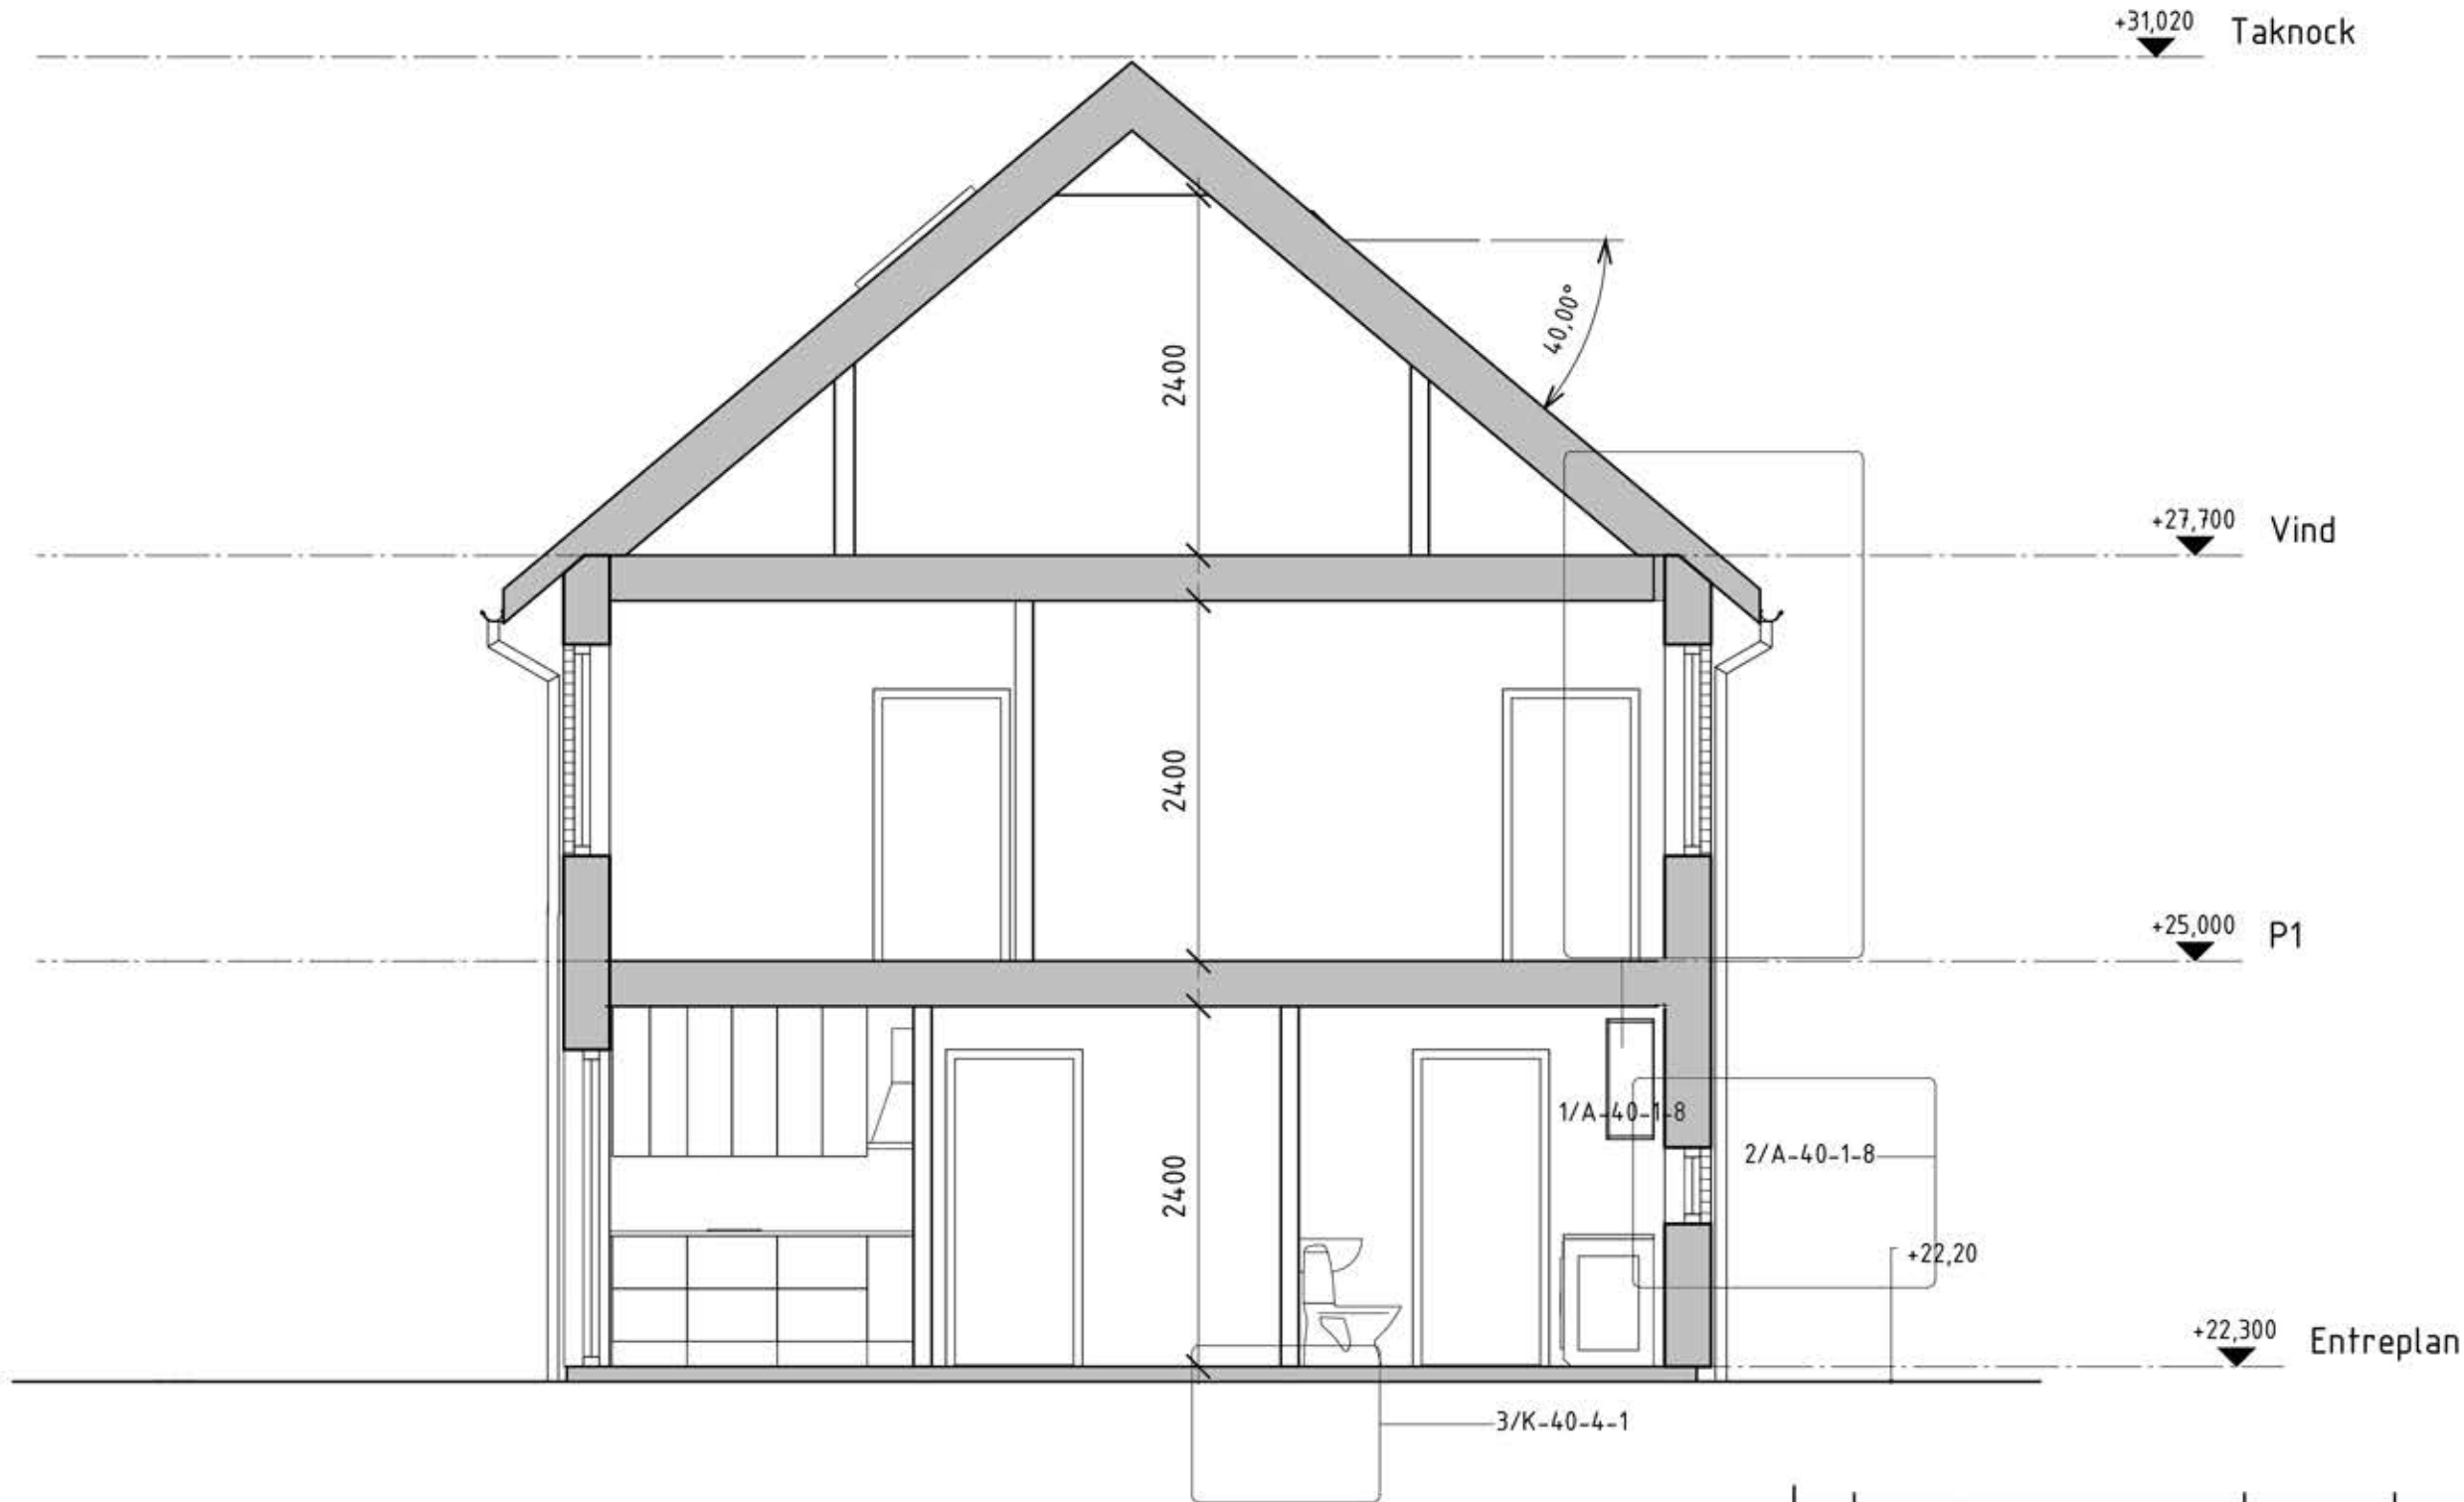 +31,020 Taknock
40,00°
2400
+27,700 Vind
2400
+25,000 P1
1/A-40-1-8
2/A-40-1-8
2400
+22,20
+22,300 Entreplan
3/K-40-4-1